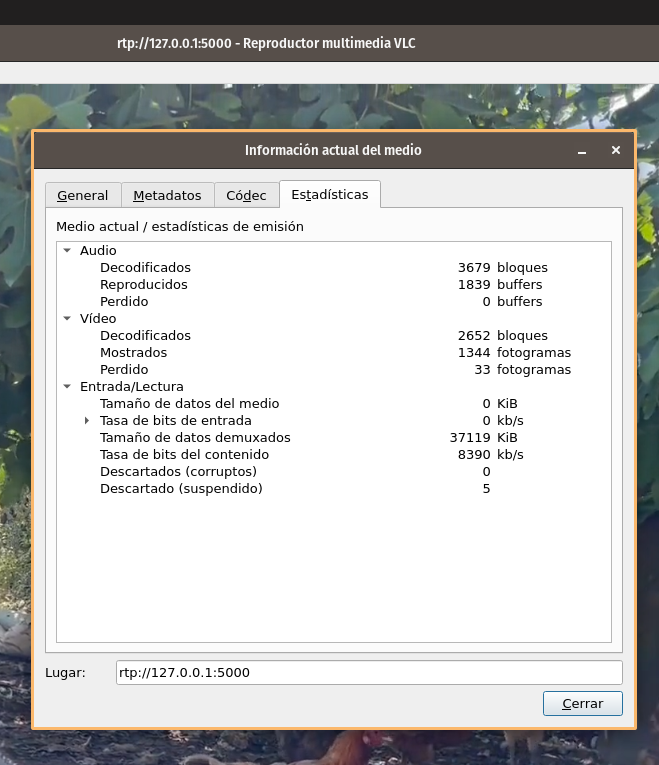 rtp://127.0.0.1:5000 - Reproductor multimedia VLC
Información actual del medio
General Metadatos Códec Estadísticas
Medio actual / estadísticas de emisión
Audio
Decodificados 3679 bloques
Reproducidos 1839 buffers
Perdido 0 buffers
Vídeo
Decodificados 2652 bloques
Mostrados 1344 fotogramas
Perdido 33 fotogramas
Entrada/Lectura
Tamaño de datos del medio 0 KiB
Tasa de bits de entrada 0 kb/s
Tamaño de datos demuxados 37119 KiB
Tasa de bits del contenido 8390 kb/s
Descartados (corruptos) 0
Descartado (suspendido) 5
Lugar: rtp://127.0.0.1:5000
Cerrar